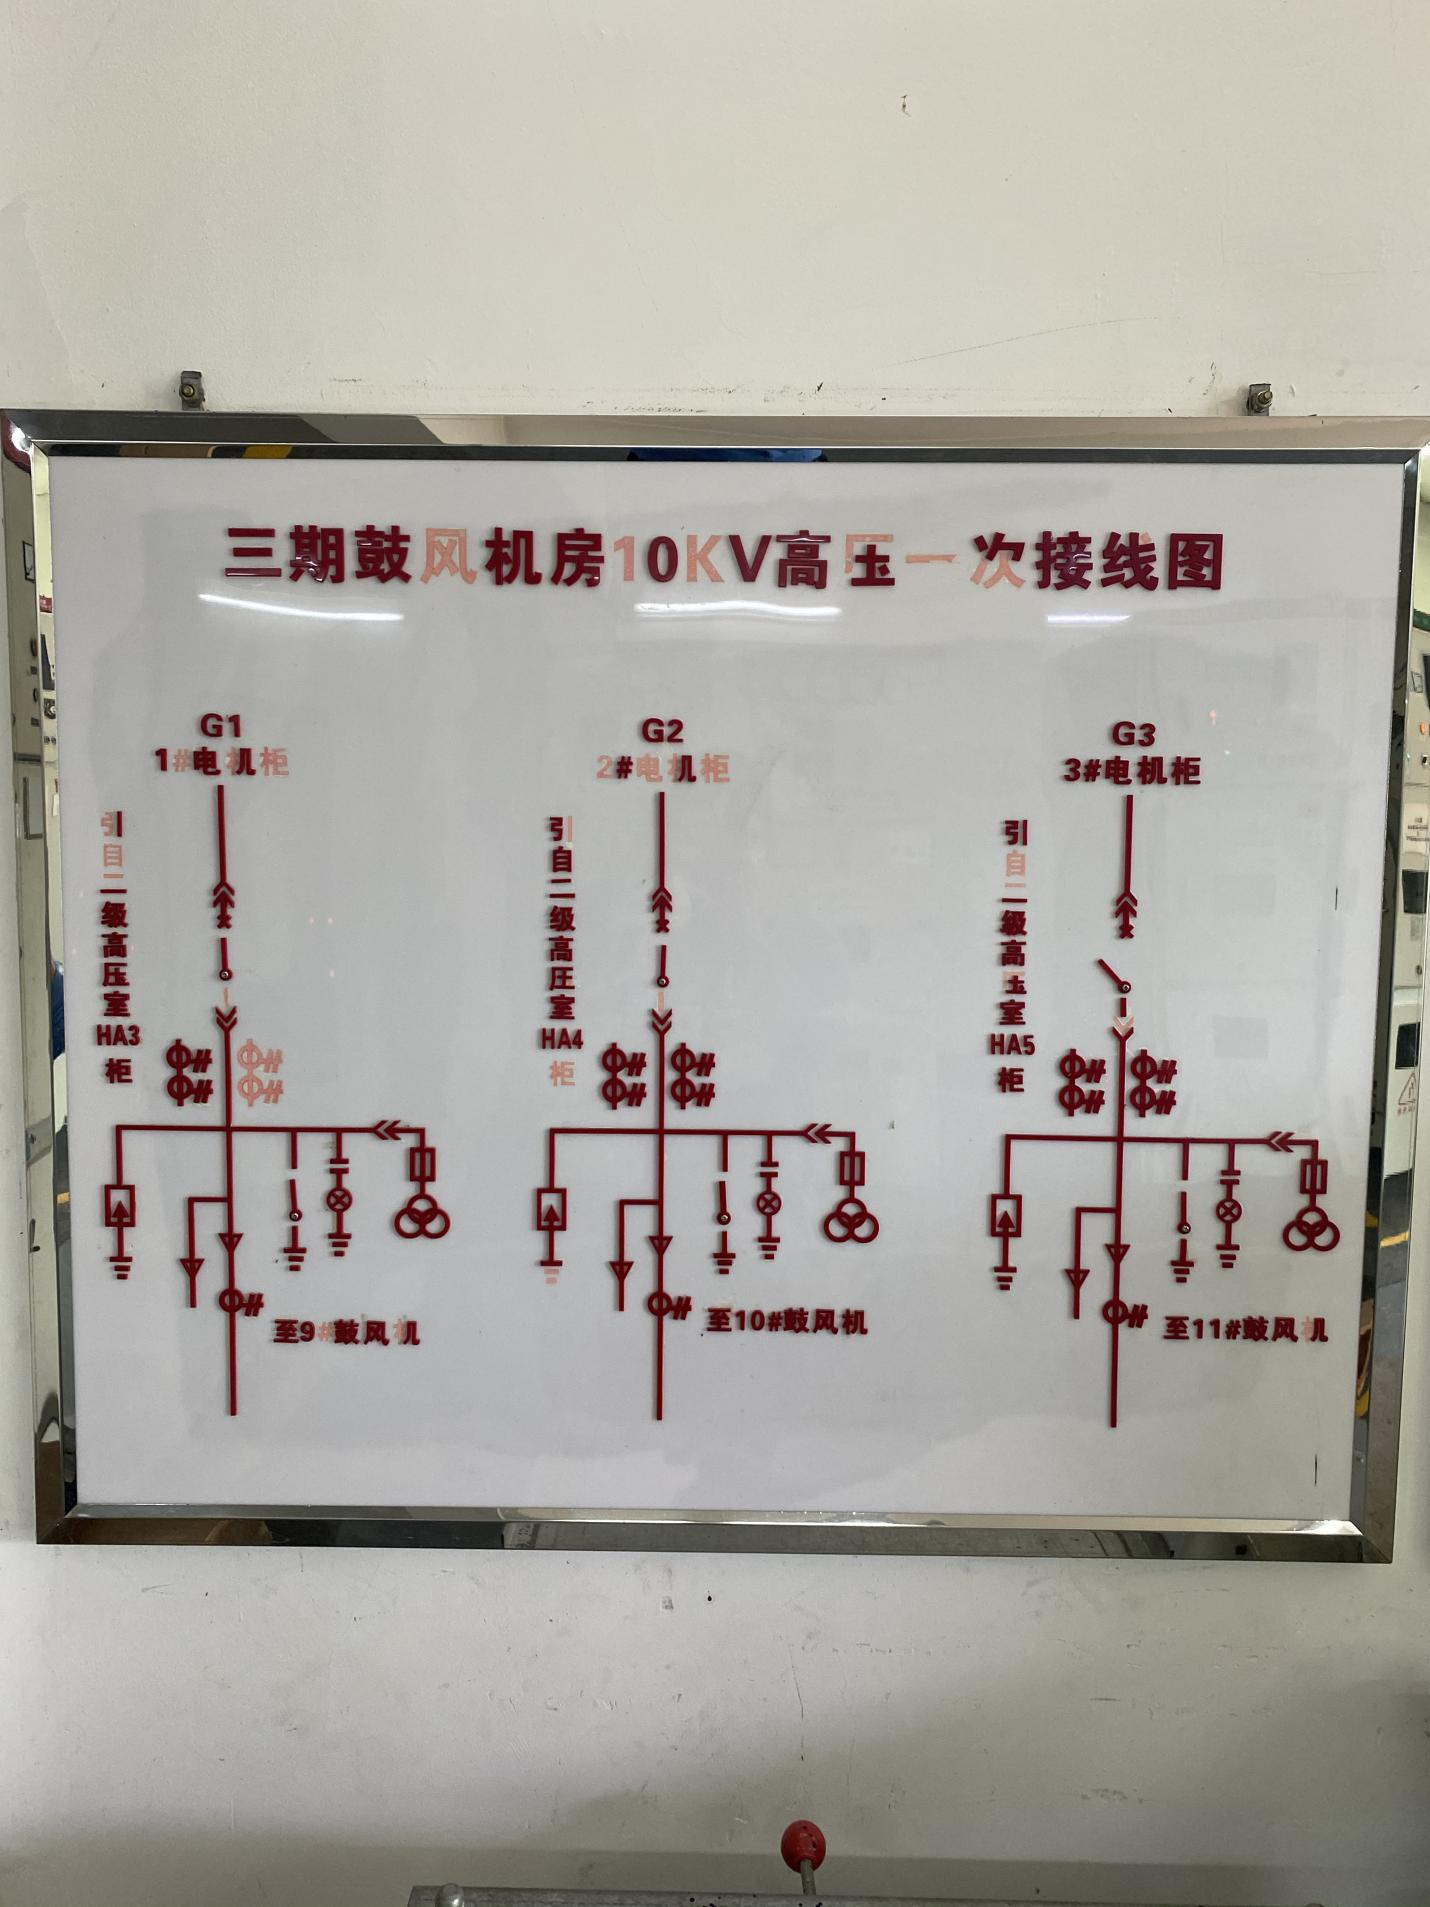 三期鼓风机房10KV高压一次接线图
G1
1#电机柜
引自二级高压室HA3柜
至9#鼓风机
G2
2#电机柜
引自二级高压室HA4柜
至10#鼓风机
G3
3#电机柜
引自二级高压室HA5柜
至11#鼓风机